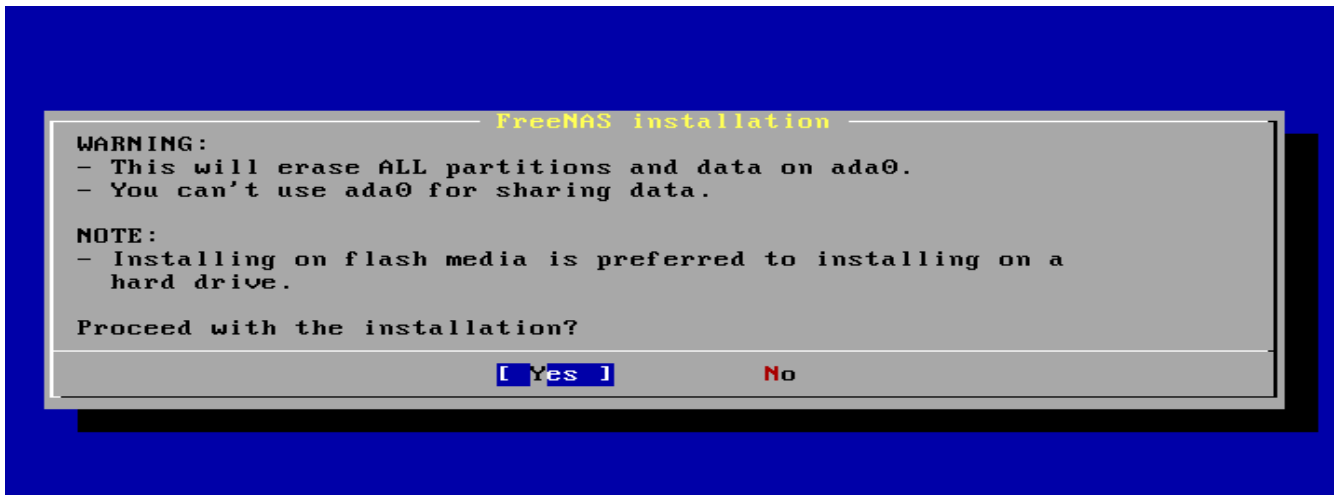 FreeNAS installation
WARNING:
- This will erase ALL partitions and data on ada0.
- You can't use ada0 for sharing data.
NOTE:
- Installing on flash media is preferred to installing on a
hard drive.
Proceed with the installation?
[ Yes ] No